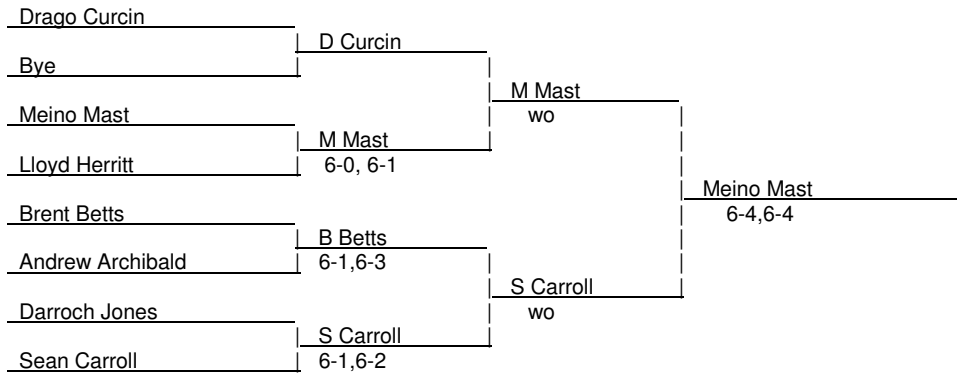 Drago Curcin
D Curcin
Bye
M Mast
wo
Meino Mast
M Mast
6-0, 6-1
Lloyd Herritt
Meino Mast
6-4,6-4
Brent Betts
B Betts
6-1,6-3
Andrew Archibald
S Carroll
wo
Darroch Jones
S Carroll
6-1,6-2
Sean Carroll